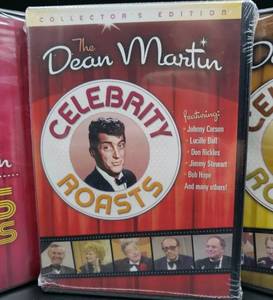 COLLECTOR'S EDITION
The
Dean Martin
CELEBRITY
ROASTS
featuring:
· Johnny Carson
· Lucille Ball
· Don Rickles
· Jimmy Stewart
· Bob Hope
And many others!